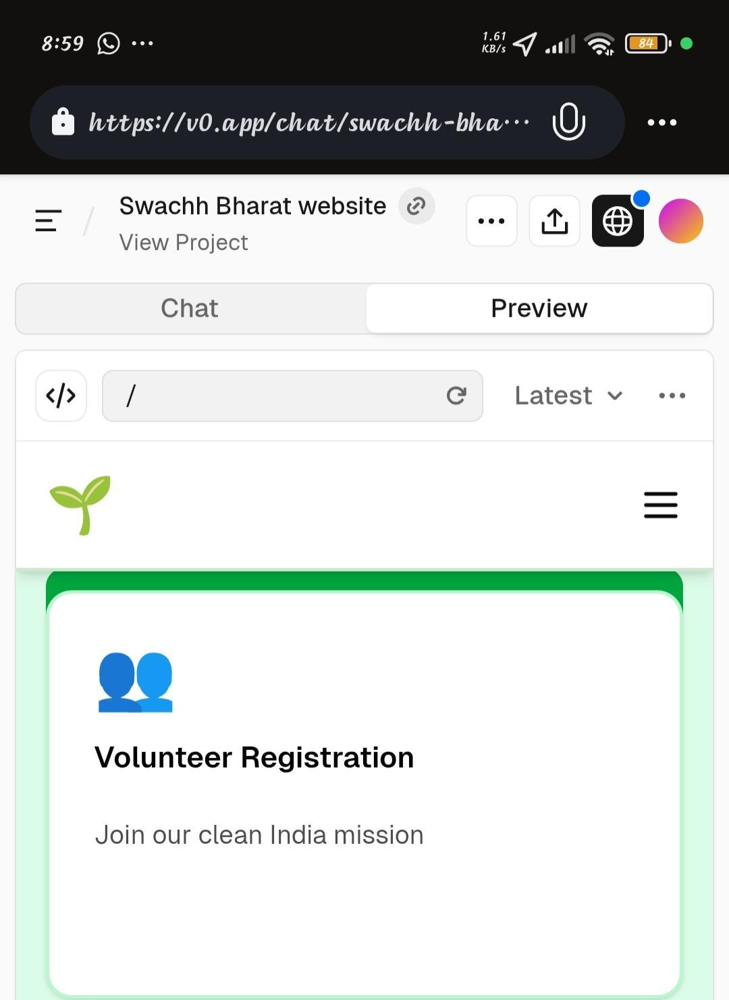 8:59
1.61
KB/s
84
https://v0.app/chat/swachh-bha...
Swachh Bharat website
View Project
Chat
Preview
</>
/
Latest
Volunteer Registration
Join our clean India mission